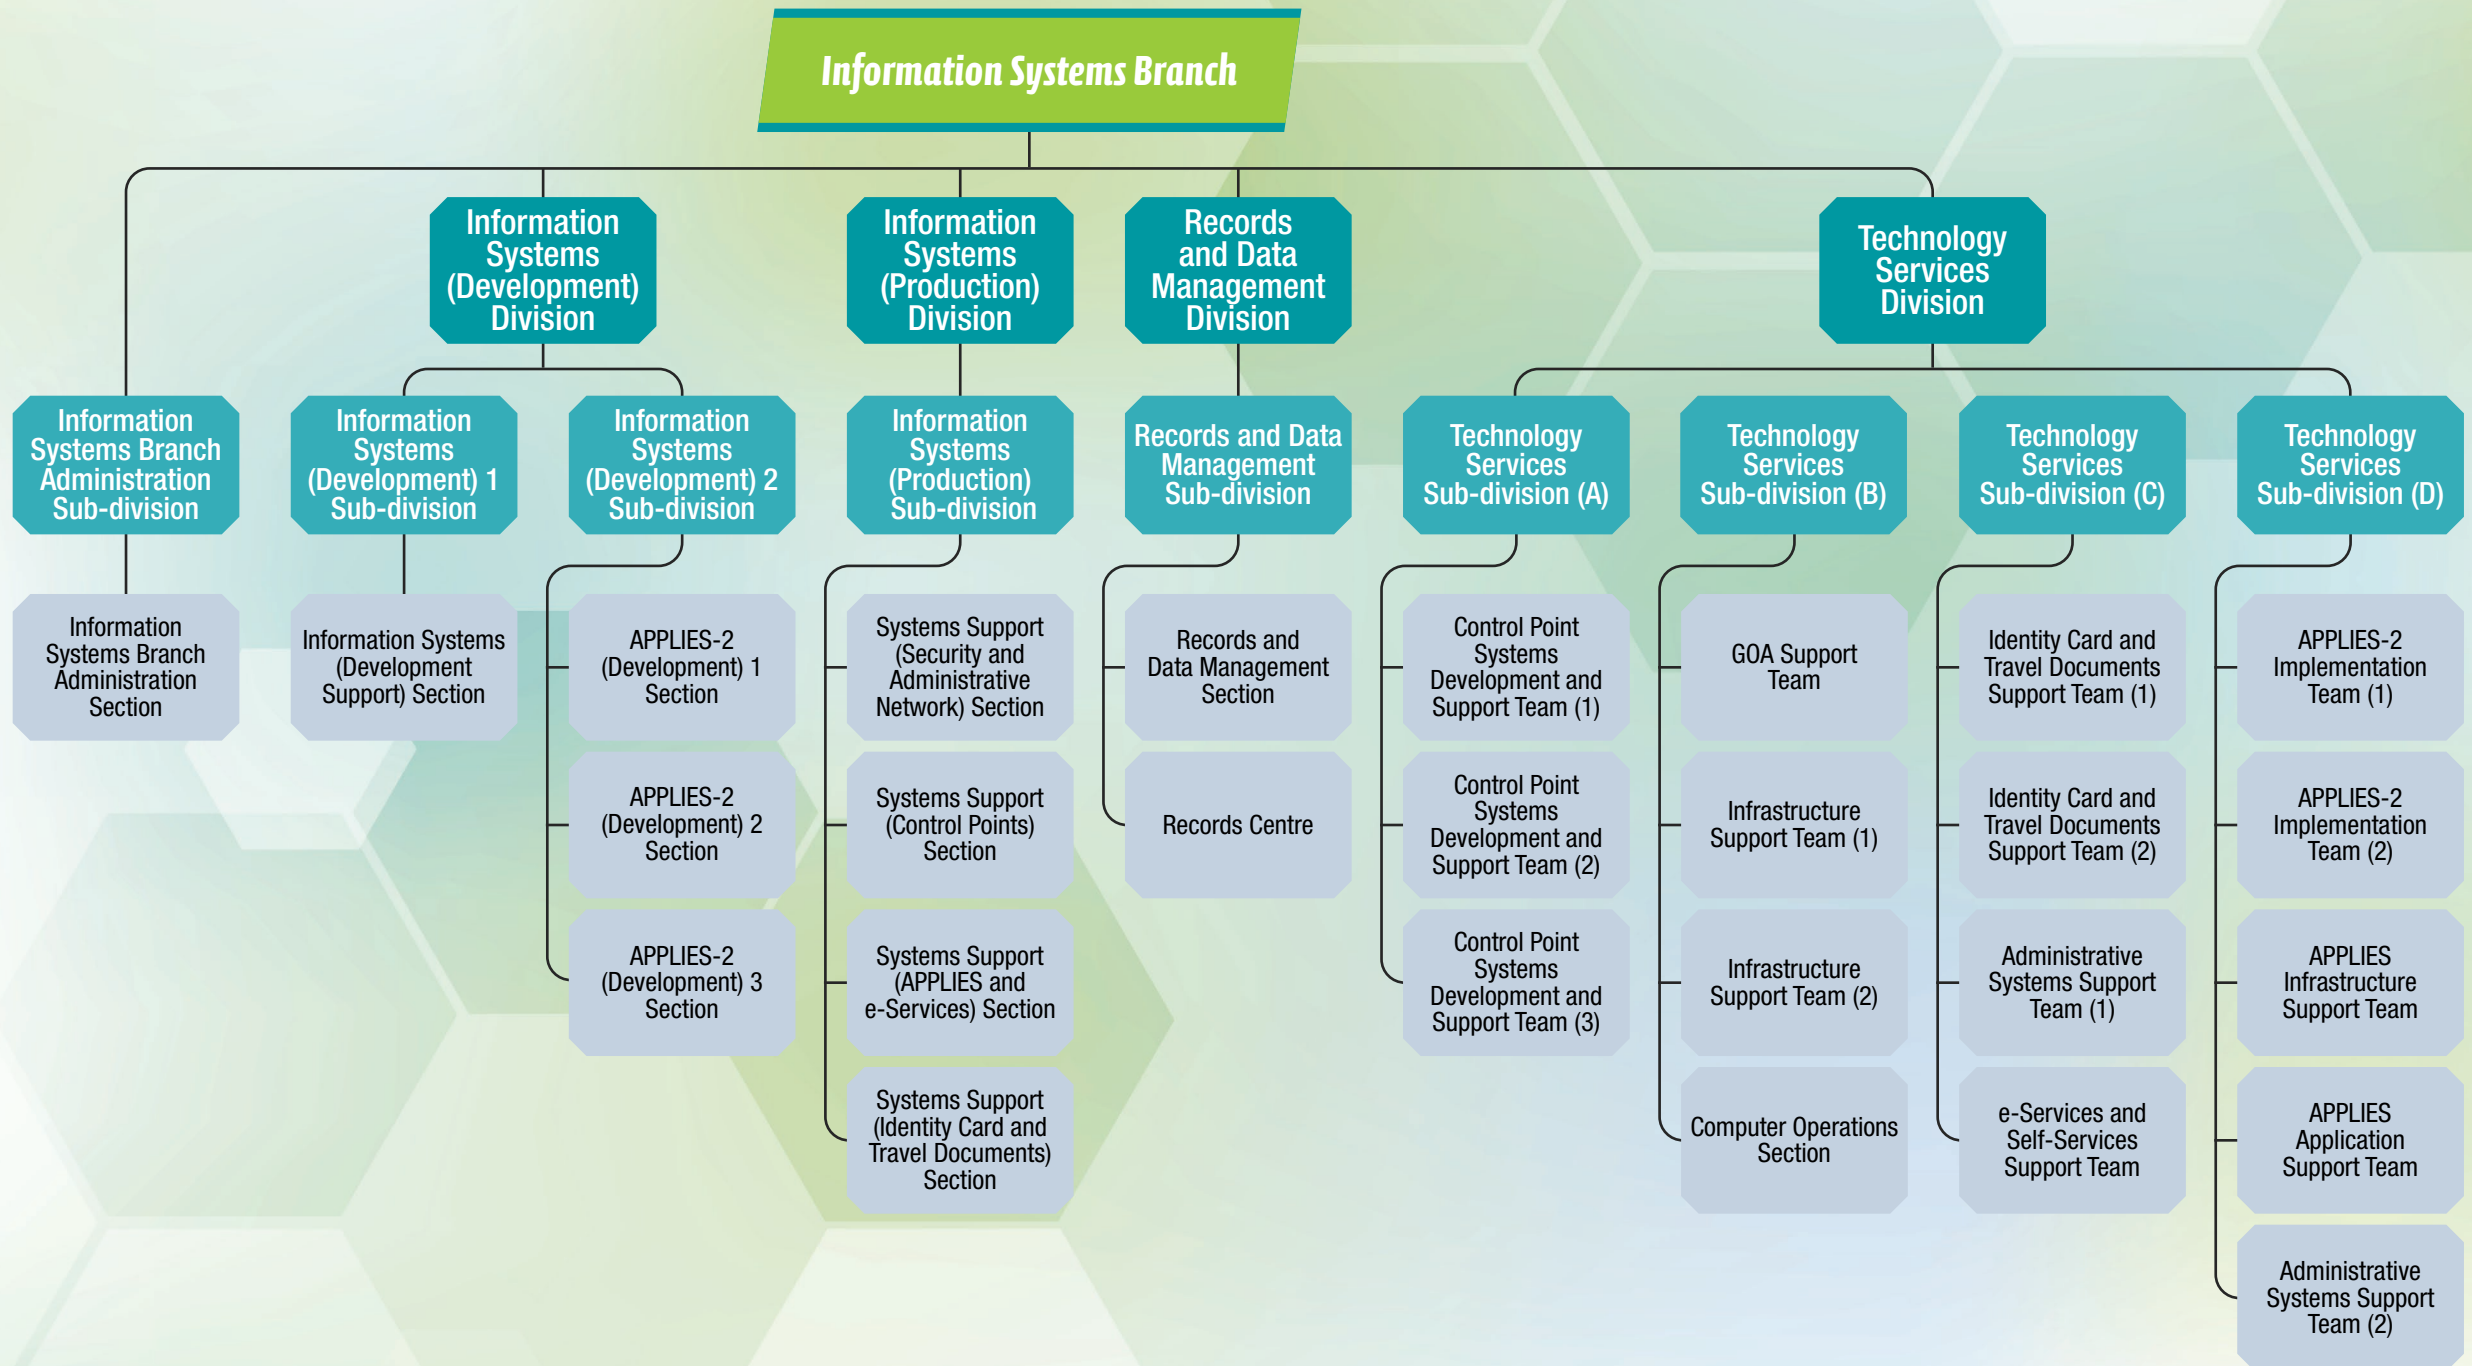 Information Systems Branch
Information
Systems
(Development)
Division
Information
Systems
(Production)
Division
Records
and Data
Management
Division
Technology
Services
Division
Information
Systems Branch
Administration
Sub-division
Information
Systems
(Development) 1
Sub-division
Information
Systems
(Development) 2
Sub-division
Information
Systems
(Production)
Sub-division
Records and Data
Management
Sub-division
Technology
Services
Sub-division (A)
Technology
Services
Sub-division (B)
Technology
Services
Sub-division (C)
Technology
Services
Sub-division (D)
Information
Systems Branch
Administration
Section
Information Systems
(Development
Support) Section
APPLIES-2
(Development) 1
Section
APPLIES-2
(Development) 2
Section
APPLIES-2
(Development) 3
Section
Systems Support
(Security and
Administrative
Network) Section
Systems Support
(Control Points)
Section
Systems Support
(APPLIES and
e-Services) Section
Systems Support
(Identity Card and
Travel Documents)
Section
Records and
Data Management
Section
Records Centre
Control Point
Systems
Development and
Support Team (1)
Control Point
Systems
Development and
Support Team (2)
Control Point
Systems
Development and
Support Team (3)
GOA Support
Team
Infrastructure
Support Team (1)
Infrastructure
Support Team (2)
Computer Operations
Section
Identity Card and
Travel Documents
Support Team (1)
Identity Card and
Travel Documents
Support Team (2)
Administrative
Systems Support
Team (1)
e-Services and
Self-Services
Support Team
APPLIES-2
Implementation
Team (1)
APPLIES-2
Implementation
Team (2)
APPLIES
Infrastructure
Support Team
APPLIES
Application
Support Team
Administrative
Systems Support
Team (2)